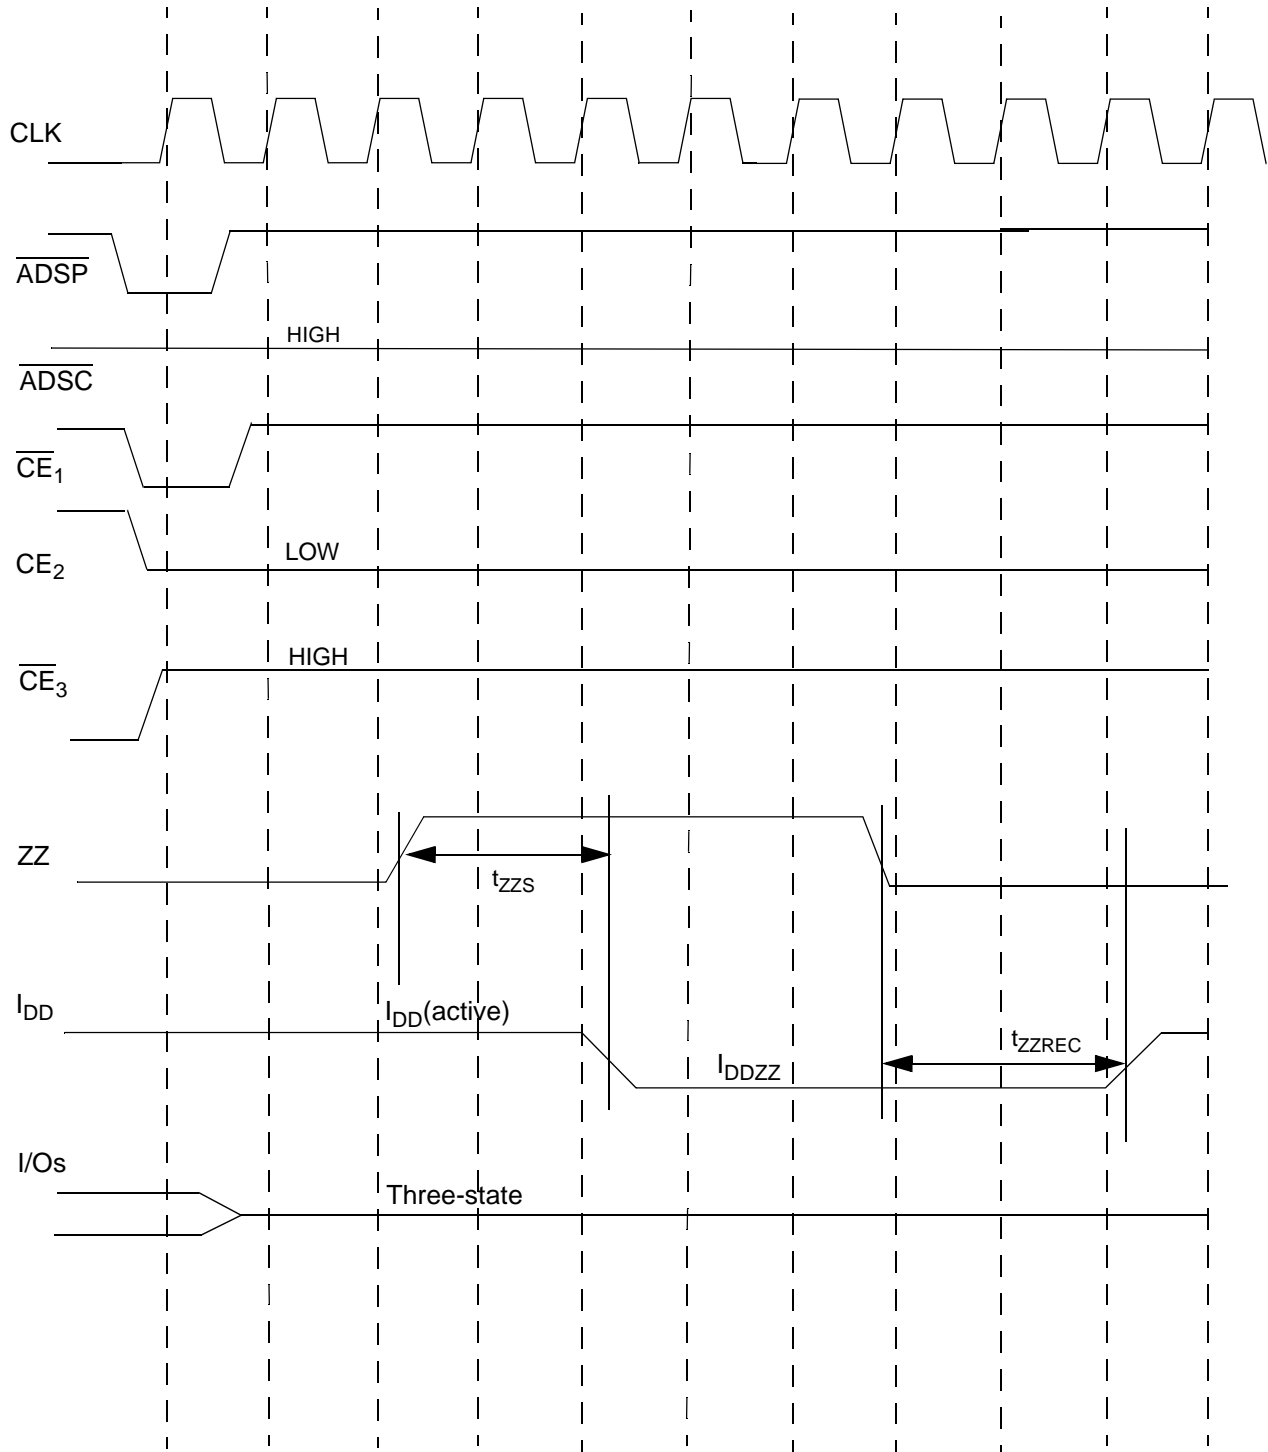 CLK
ADSP
HIGH
ADSC
CE1
LOW
CE2
HIGH
CE3
ZZ
tZZS
IDD
IDD(active)
tZZREC
IDDZZ
I/Os
Three-state